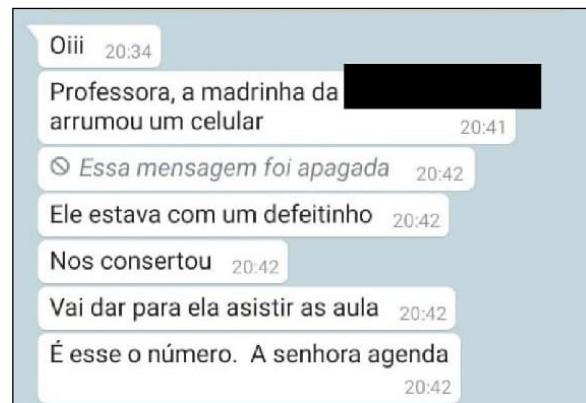 Oiii 20:34
Professora, a madrinha da
arrumou um celular 20:41
Essa mensagem foi apagada 20:42
Ele estava com um defeitinho 20:42
Nos consertou 20:42
Vai dar para ela asistir as aula 20:42
É esse o número. A senhora agenda
20:42